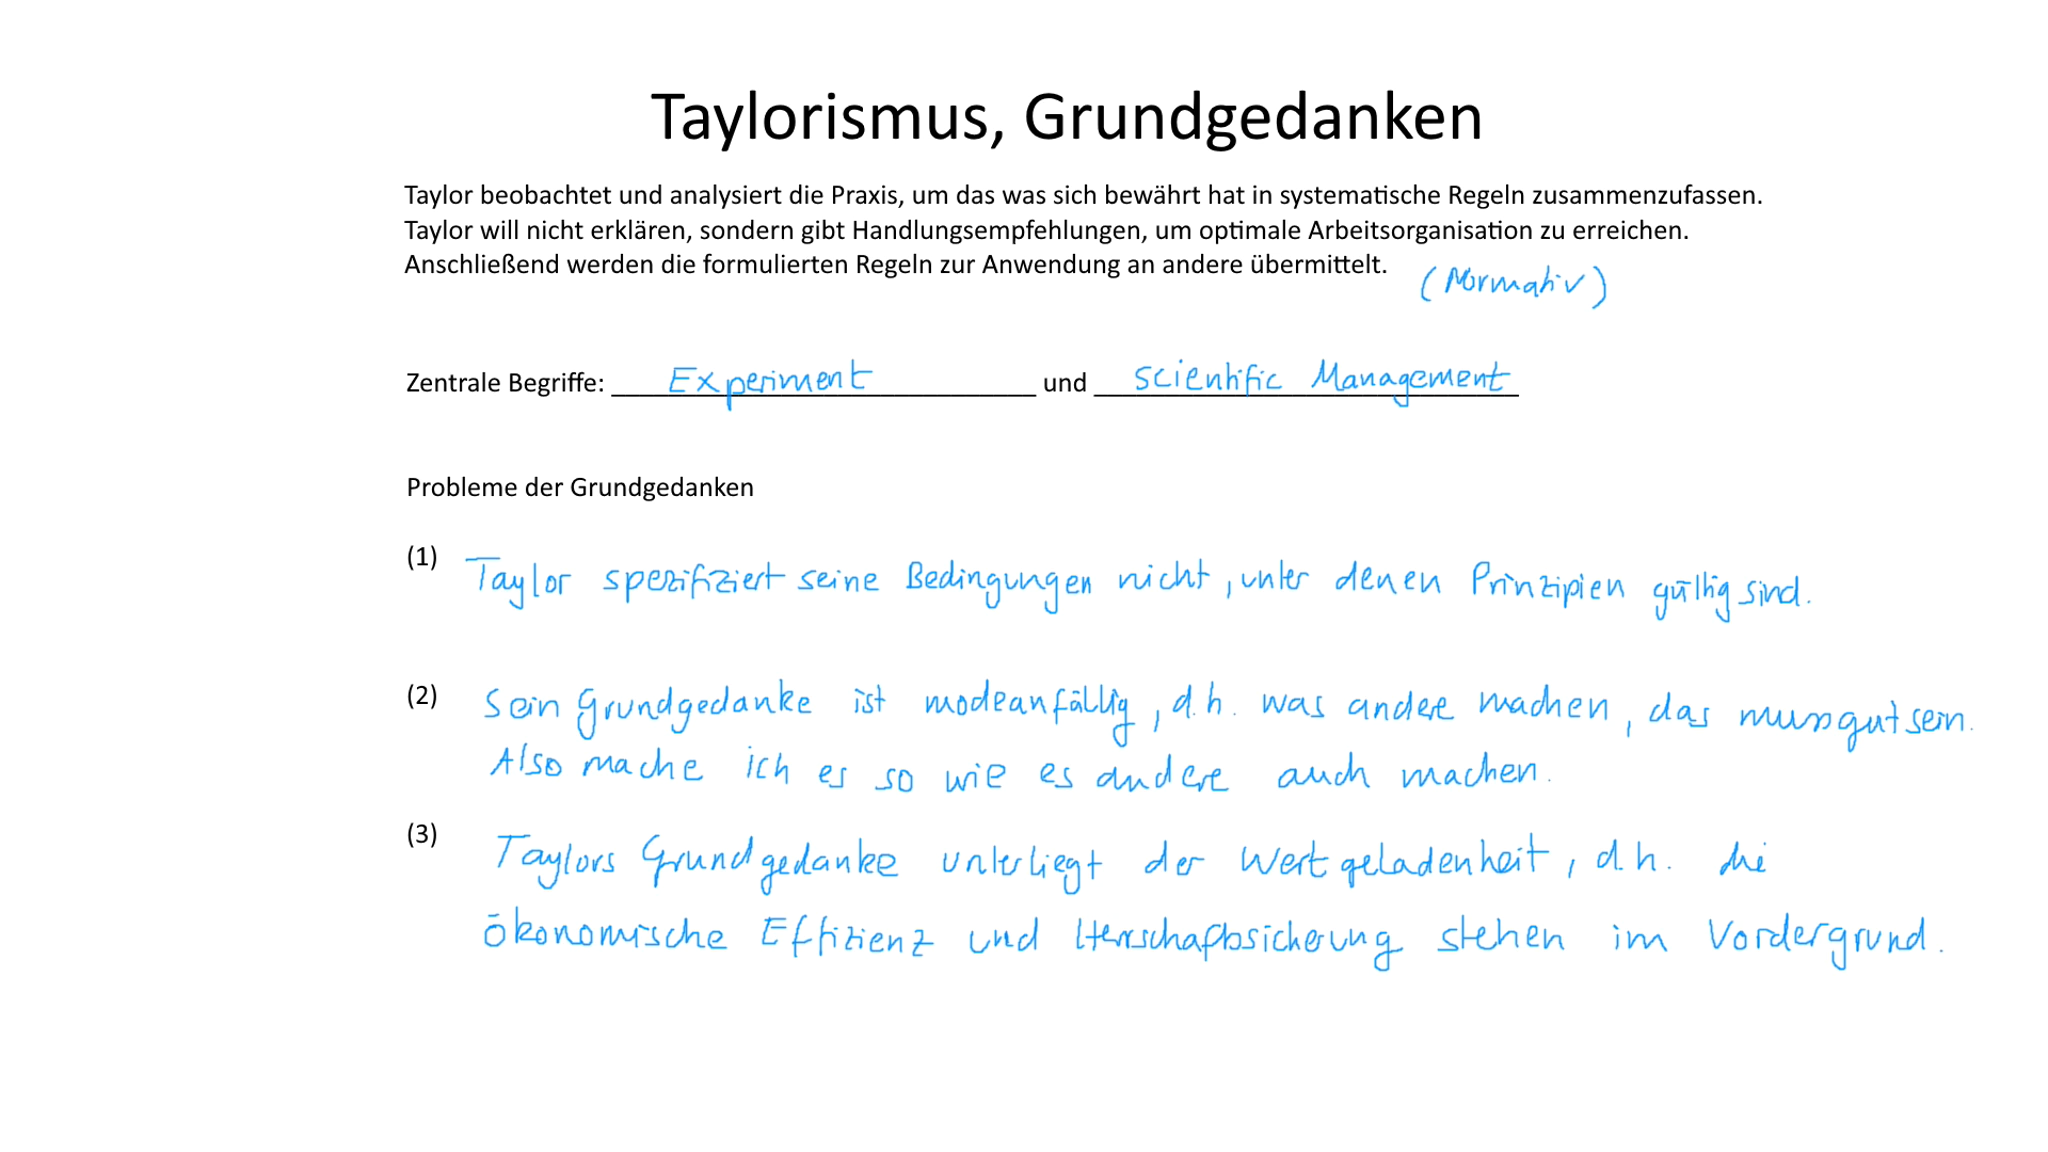 Taylorismus, Grundgedanken
Taylor beobachtet und analysiert die Praxis, um das was sich bewährt hat in systematische Regeln zusammenzufassen.
Taylor will nicht erklären, sondern gibt Handlungsempfehlungen, um optimale Arbeitsorganisation zu erreichen.
Anschließend werden die formulierten Regeln zur Anwendung an andere übermittelt.
(Normativ)
Zentrale Begriffe: Experiment und Scientific Management
Probleme der Grundgedanken
(1) Taylor spezifiziert seine Bedingungen nicht, unter denen Prinzipien gültig sind.
(2) Sein Grundgedanke ist modeanfällig, d.h. was andere machen, das muss gut sein.
Also mache ich es so wie es andere auch machen.
(3) Taylors Grundgedanke unterliegt der Wertgeladenheit, d.h. die
ökonomische Effizienz und Herrschaftssicherung stehen im Vordergrund.